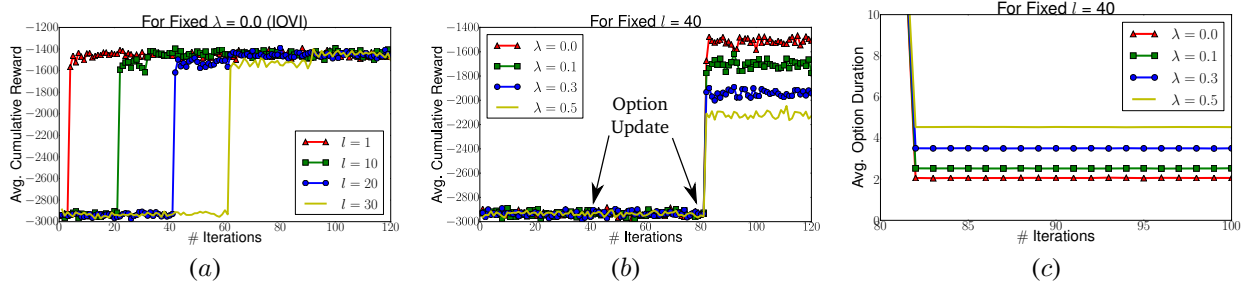 For Fixed λ = 0.0 (IOVI)
Avg. Cumulative Reward
−1400
−1600
−1800
−2000
−2200
−2400
−2600
−2800
−3000
0 20 40 60 80 100 120
# Iterations
l = 1
l = 10
l = 20
l = 30
(a)
For Fixed l = 40
Avg. Cumulative Reward
−1400
−1600
−1800
−2000
−2200
−2400
−2600
−2800
−3000
0 20 40 60 80 100 120
# Iterations
λ = 0.0
λ = 0.1
λ = 0.3
λ = 0.5
Option
Update
(b)
For Fixed l = 40
Avg. Option Duration
10
8
6
4
2
0
80 85 90 95 100
# Iterations
λ = 0.0
λ = 0.1
λ = 0.3
λ = 0.5
(c)